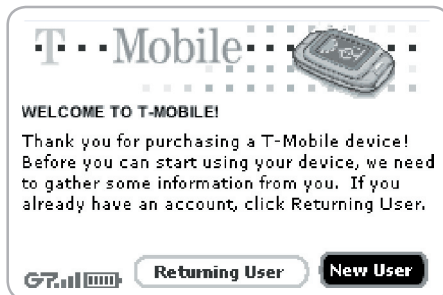 T · · Mobile
WELCOME TO T-MOBILE!
Thank you for purchasing a T-Mobile device!
Before you can start using your device, we need
to gather some information from you. If you
already have an account, click Returning User.
G Returning User New User